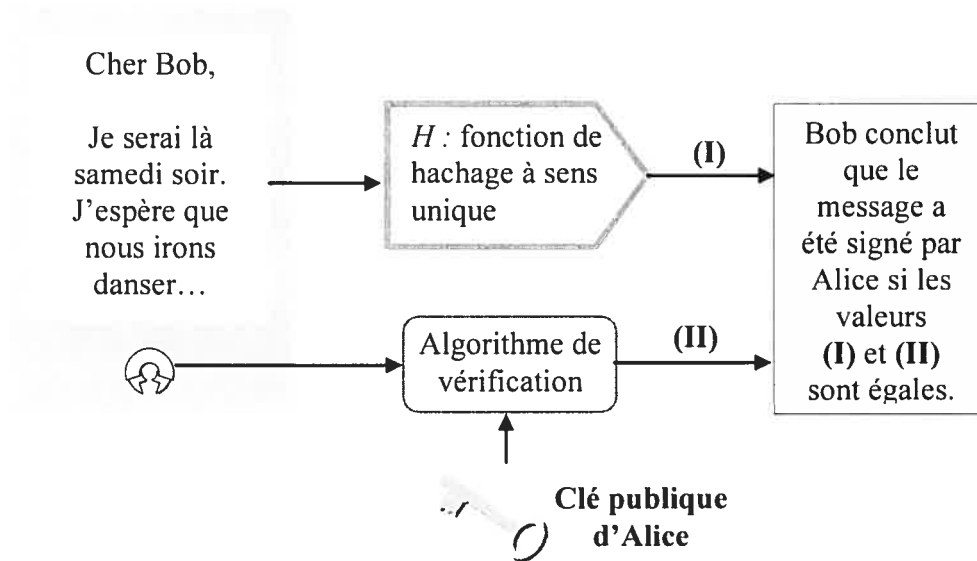 Cher Bob,
Je serai là
samedi soir.
J'espère que
nous irons
danser…
H : fonction de
hachage à sens
unique
(I)
Bob conclut
que le
message a
été signé par
Alice si les
valeurs
(I) et (II)
sont égales.
Algorithme de
vérification
(II)
Clé publique
d'Alice